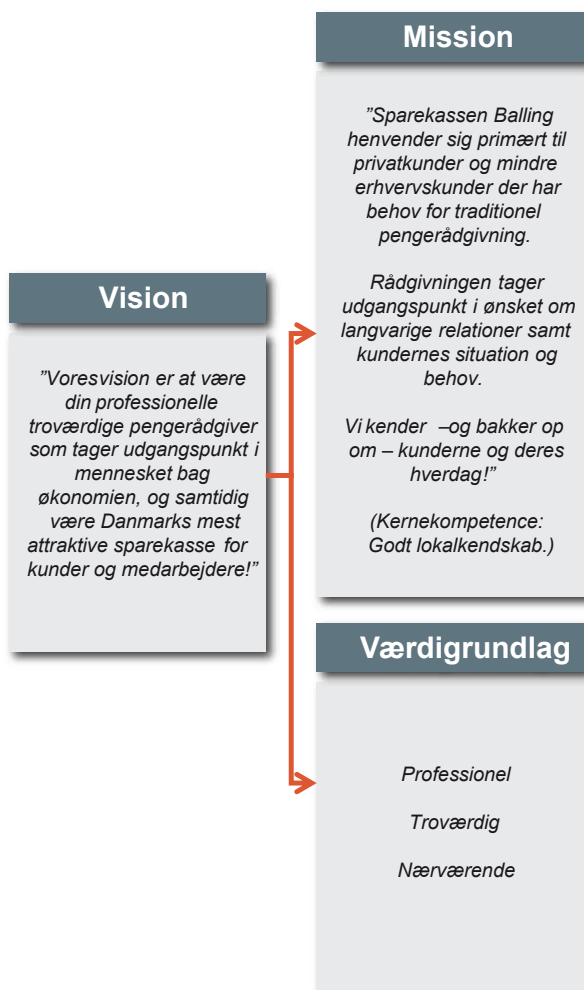 Vision
”Voresvision er at være
din professionelle
troværdige pengerådgiver
som tager udgangspunkt i
mennesket bag
økonomien, og samtidig
være Danmarks mest
attraktive sparekasse for
kunder og medarbejdere!”
Mission
”Sparekassen Balling
henvender sig primært til
privatkunder og mindre
erhvervskunder der har
behov for traditionel
pengerådgivning.
Rådgivningen tager
udgangspunkt i ønsket om
langvarige relationer samt
kundernes situation og
behov.
Vi kender –og bakker op
om – kunderne og deres
hverdag!”
(Kernekompetence:
Godt lokalkendskab.)
Værdigrundlag
Professionel
Troværdig
Nærværende